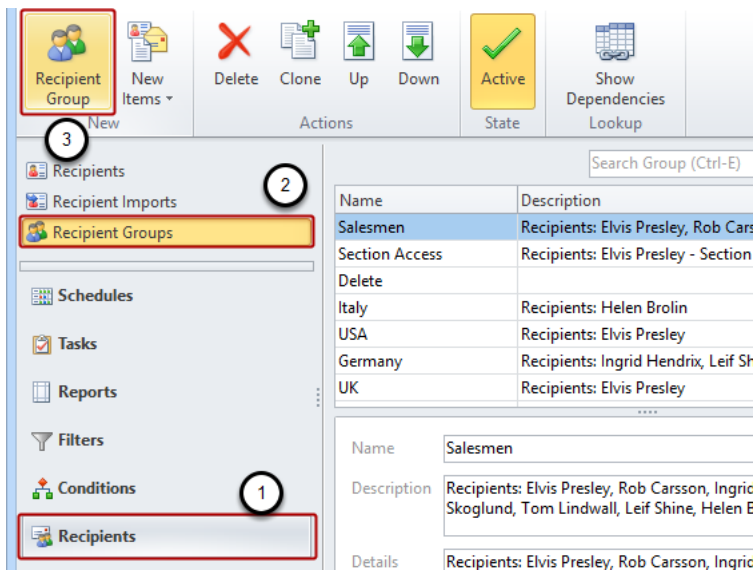 Recipient Group
New Items
Delete
Clone
Up
Down
Active
Show Dependencies
New
Actions
State
Lookup
3
Recipients
Recipient Imports
2
Recipient Groups
Search Group (Ctrl-E)
Name Description
Salesmen Recipients: Elvis Presley, Rob Cars
Section Access Recipients: Elvis Presley - Section
Delete
Italy Recipients: Helen Brolin
USA Recipients: Elvis Presley
Germany Recipients: Ingrid Hendrix, Leif Sh
UK Recipients: Elvis Presley
Schedules
Tasks
Reports
Filters
Conditions
1
Recipients
Name Salesmen
Description Recipients: Elvis Presley, Rob Carsson, Ingrid
Skoglund, Tom Lindwall, Leif Shine, Helen B
Details Recipients: Elvis Presley, Rob Carsson, Ingrid